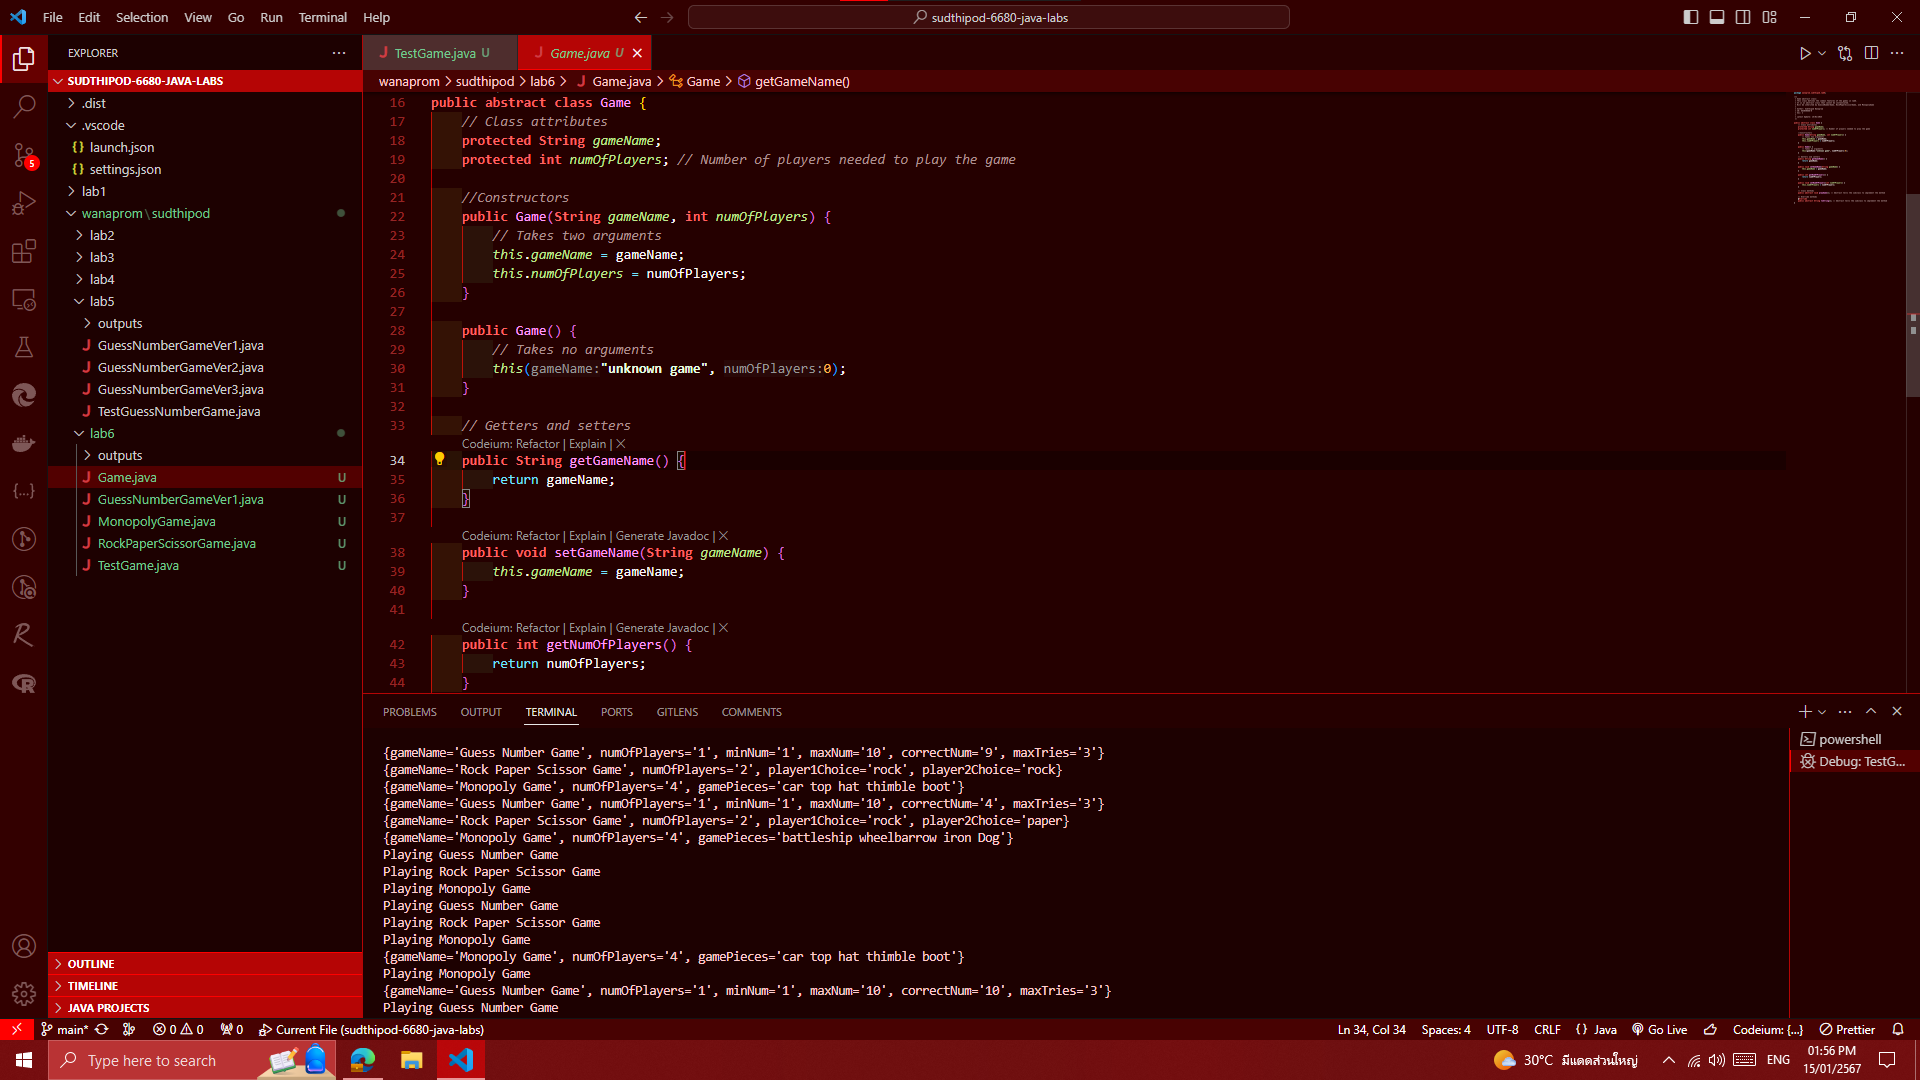 File Edit Selection View Go Run Terminal Help
sudthipod-6680-java-labs
EXPLORER
SUDTHIPOD-6680-JAVA-LABS
.dist
.vscode
{} launch.json
{} settings.json
lab1
wanaprom\sudthipod
lab2
lab3
lab4
lab5
outputs
J GuessNumberGameVer1.java
J GuessNumberGameVer2.java
J GuessNumberGameVer3.java
J TestGuessNumberGame.java
lab6
outputs
J Game.java U
J GuessNumberGameVer1.java U
J MonopolyGame.java U
J RockPaperScissorGame.java U
J TestGame.java U
OUTLINE
TIMELINE
JAVA PROJECTS
5
J TestGame.java U
J Game.java U
wanaprom > sudthipod > lab6 > J Game.java > Game > getGameName()
16 public abstract class Game {
17 // Class attributes
18 protected String gameName;
19 protected int numOfPlayers; // Number of players needed to play the game
20
21 //Constructors
22 public Game(String gameName, int numOfPlayers) {
23 // Takes two arguments
24 this.gameName = gameName;
25 this.numOfPlayers = numOfPlayers;
26 }
27
28 public Game() {
29 // Takes no arguments
30 this(gameName:"unknown game", numOfPlayers:0);
31 }
32
33 // Getters and setters
Codeium: Refactor | Explain | ×
34 public String getGameName() {
35 return gameName;
36 }
37
Codeium: Refactor | Explain | Generate Javadoc | ×
38 public void setGameName(String gameName) {
39 this.gameName = gameName;
40 }
41
Codeium: Refactor | Explain | Generate Javadoc | ×
42 public int getNumOfPlayers() {
43 return numOfPlayers;
44 }
PROBLEMS OUTPUT TERMINAL PORTS GITLENS COMMENTS
{gameName='Guess Number Game', numOfPlayers='1', minNum='1', maxNum='10', correctNum='9', maxTries='3'}
{gameName='Rock Paper Scissor Game', numOfPlayers='2', player1Choice='rock', player2Choice='rock}
{gameName='Monopoly Game', numOfPlayers='4', gamePieces='car top hat thimble boot'}
{gameName='Guess Number Game', numOfPlayers='1', minNum='1', maxNum='10', correctNum='4', maxTries='3'}
{gameName='Rock Paper Scissor Game', numOfPlayers='2', player1Choice='rock', player2Choice='paper}
{gameName='Monopoly Game', numOfPlayers='4', gamePieces='battleship wheelbarrow iron Dog'}
Playing Guess Number Game
Playing Rock Paper Scissor Game
Playing Monopoly Game
Playing Guess Number Game
Playing Rock Paper Scissor Game
Playing Monopoly Game
{gameName='Monopoly Game', numOfPlayers='4', gamePieces='car top hat thimble boot'}
Playing Monopoly Game
{gameName='Guess Number Game', numOfPlayers='1', minNum='1', maxNum='10', correctNum='10', maxTries='3'}
Playing Guess Number Game
powershell
Debug: TestG...
main* 0 0 0 Current File (sudthipod-6680-java-labs)
Ln 34, Col 34 Spaces: 4 UTF-8 CRLF {} Java Go Live Codeium: {...} Prettier
Type here to search
30°C มีแดดส่วนใหญ่ ENG
01:56 PM
15/01/2567